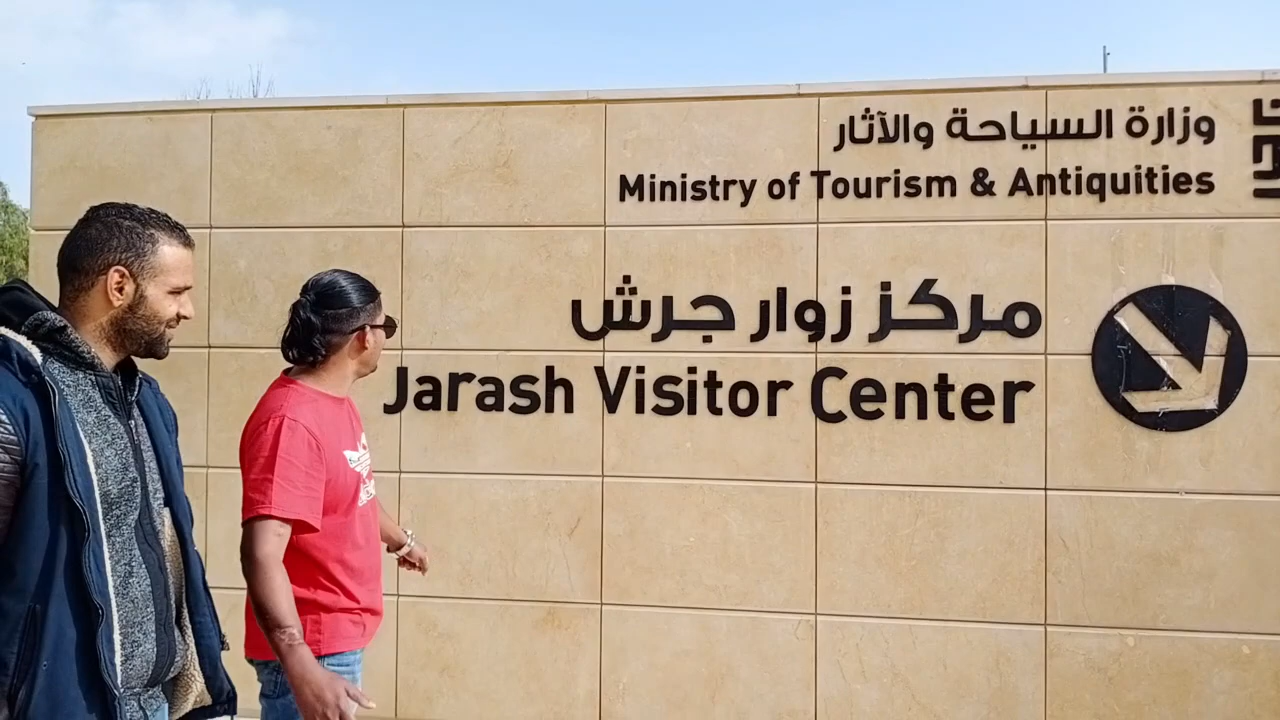 وزارة السياحة والآثار
Ministry of Tourism & Antiquities
مركز زوار جرش
Jarash Visitor Center